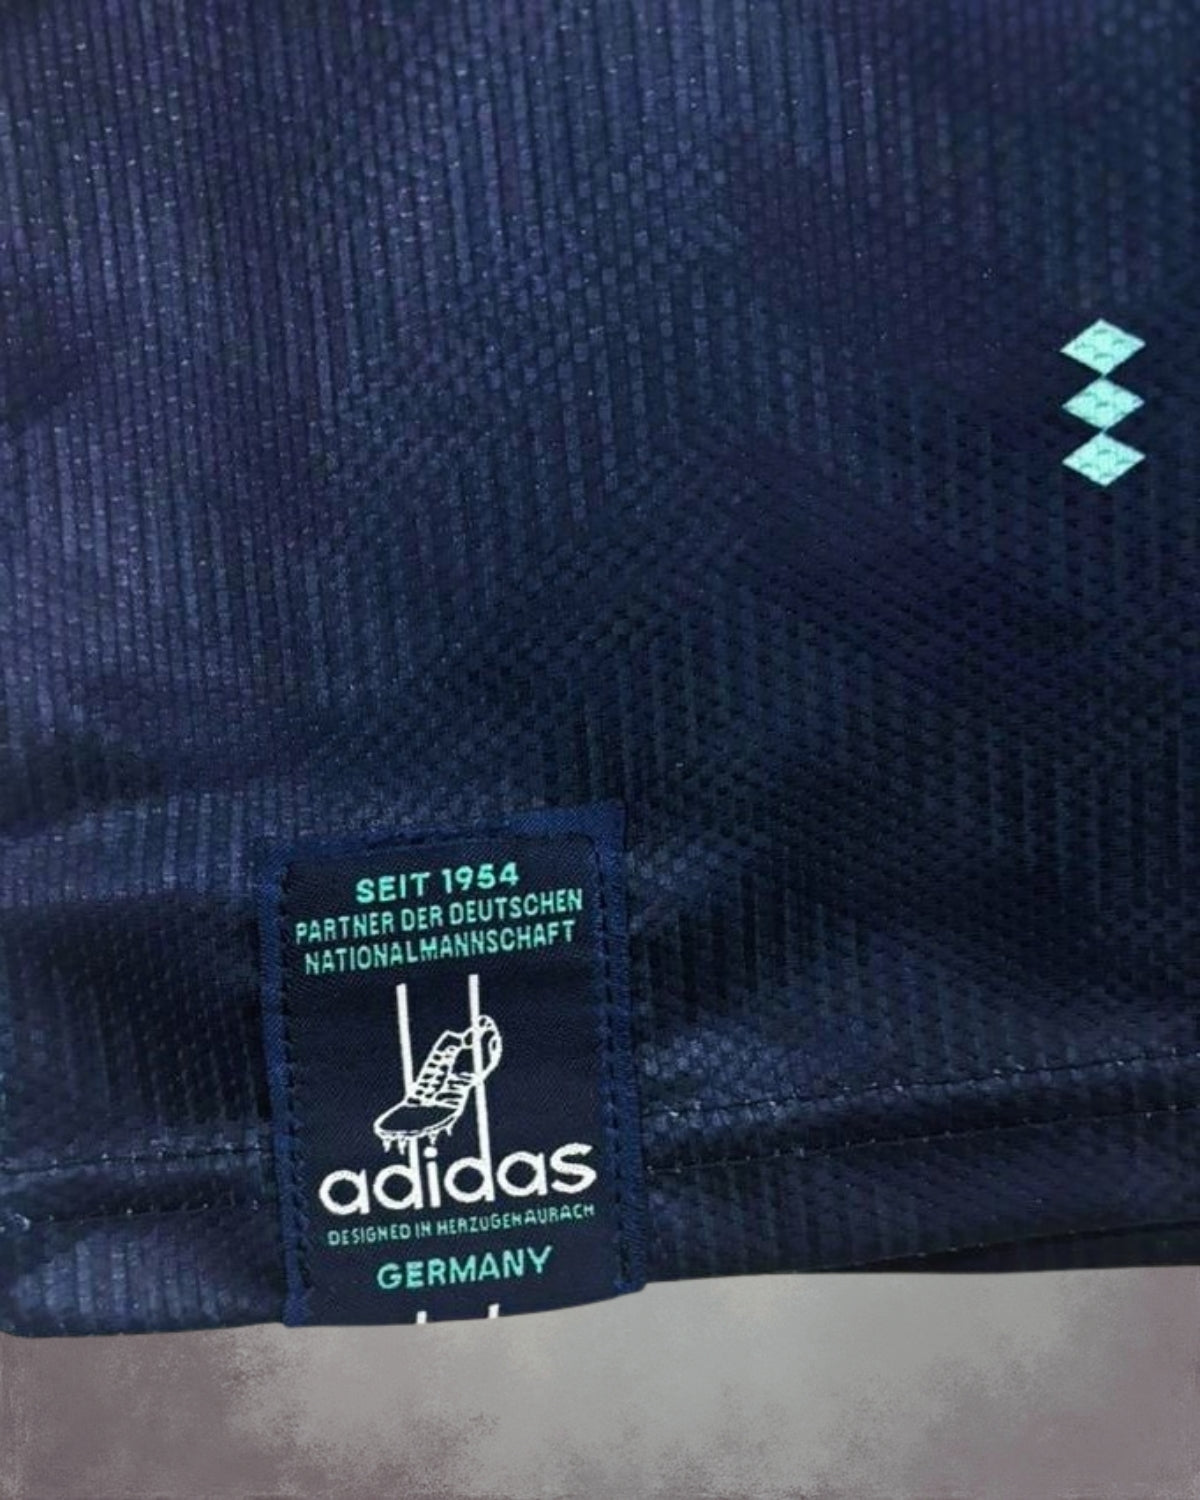 SEIT 1954
PARTNER DER DEUTSCHEN
NATIONALMANNSCHAFT
adidas
DESIGNED IN HERZOGENAURACH
GERMANY